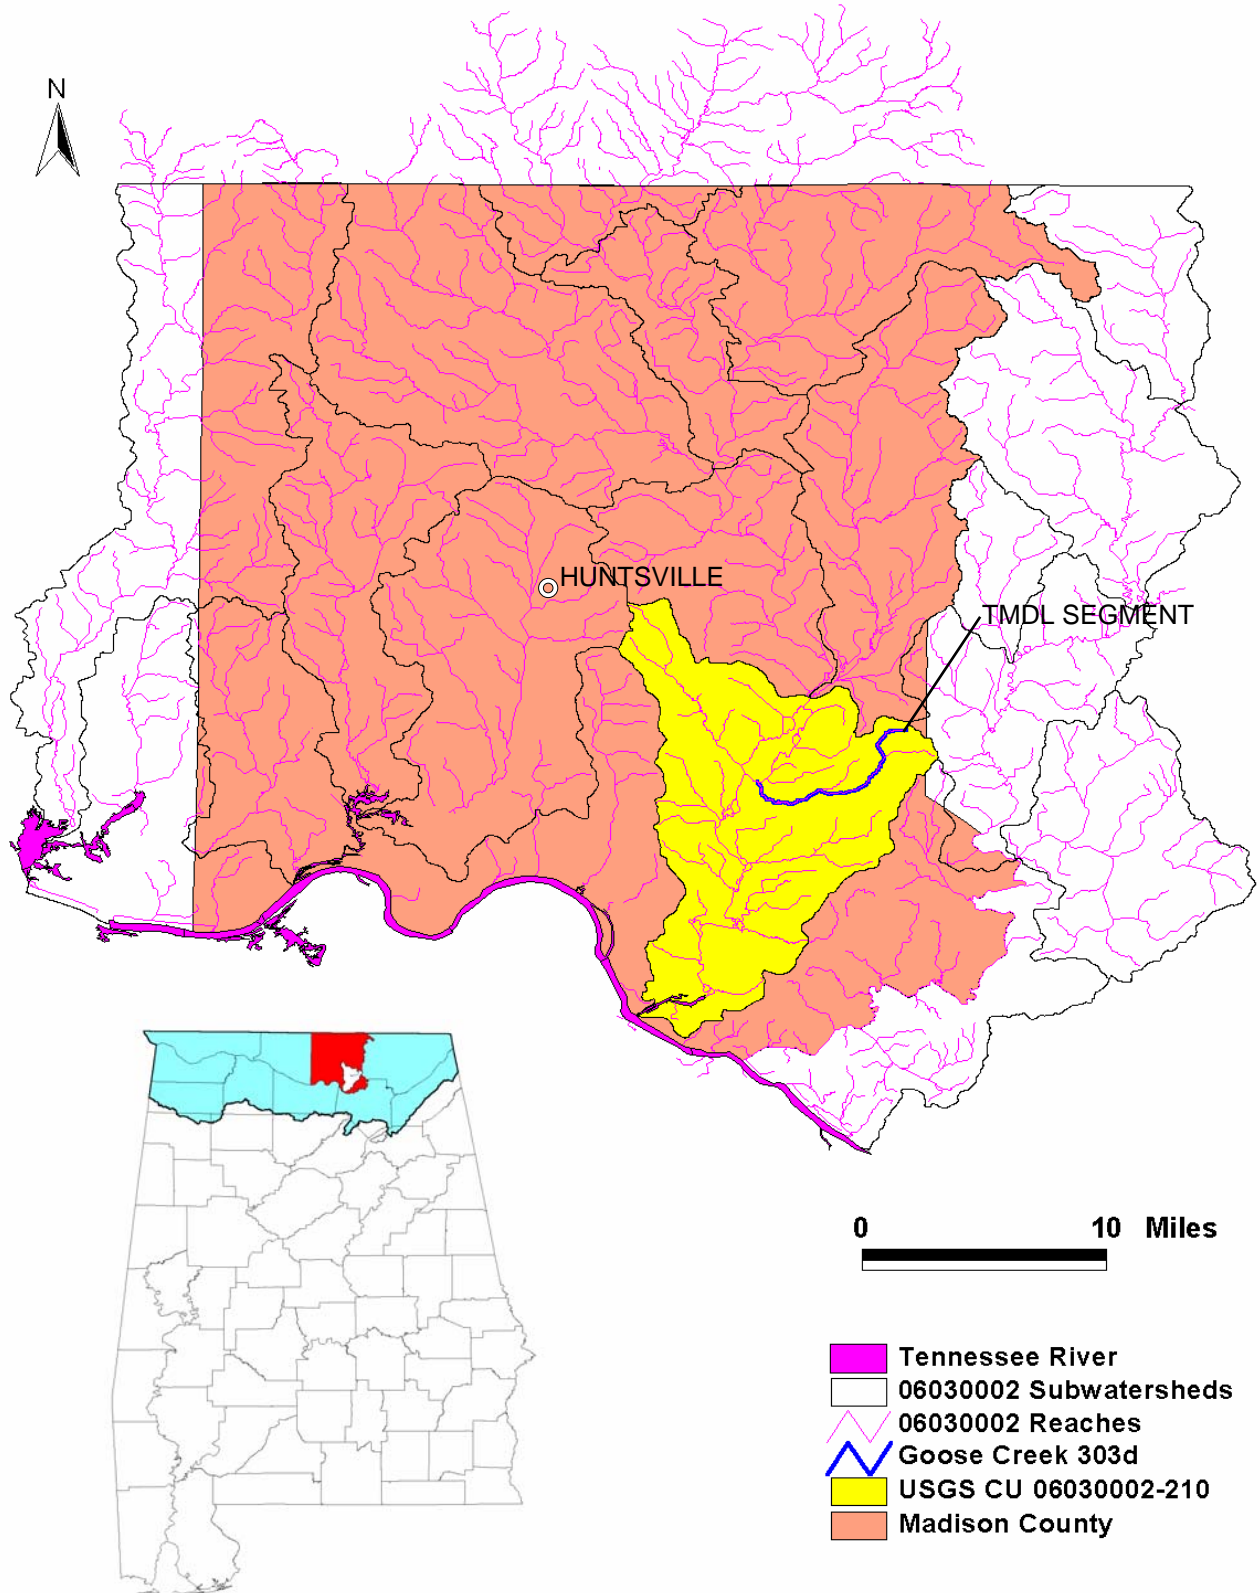 N
HUNTSVILLE
TMDL SEGMENT
0 10 Miles
Tennessee River
06030002 Subwatersheds
06030002 Reaches
Goose Creek 303d
USGS CU 06030002-210
Madison County